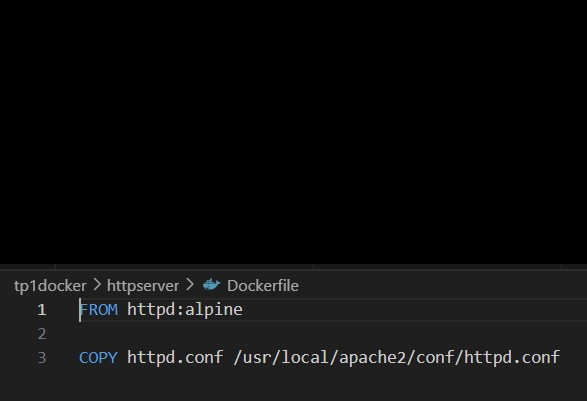 tp1docker > httpserver > Dockerfile
1 FROM httpd:alpine
2
3 COPY httpd.conf /usr/local/apache2/conf/httpd.conf